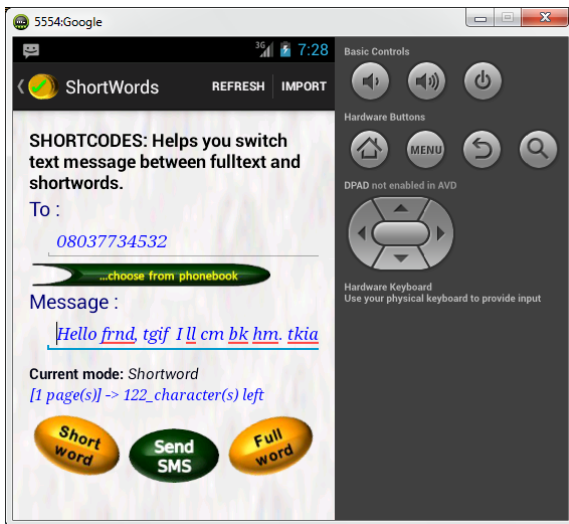 5554:Google
3G 7:28
ShortWords REFRESH IMPORT
SHORTCODES: Helps you switch
text message between fulltext and
shortwords.
To :
08037734532
...choose from phonebook
Message :
Hello frnd, tgif I ll cm bk hm. tkia
Current mode: Shortword
[1 page(s)] -> 122_character(s) left
Short
word
Send
SMS
Full
word
Basic Controls
Hardware Buttons
MENU
DPAD not enabled in AVD
Hardware Keyboard
Use your physical keyboard to provide input